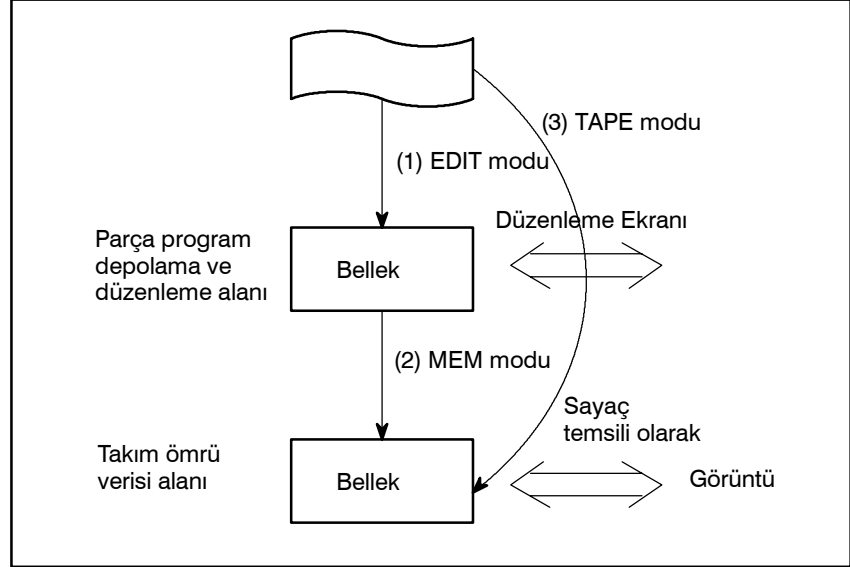 (3) TAPE modu
(1) EDIT modu
Düzenleme Ekranı
Parça program
depolama ve
düzenleme alanı
Bellek
(2) MEM modu
Sayaç
temsili olarak
Takım ömrü
verisi alanı
Bellek
Görüntü